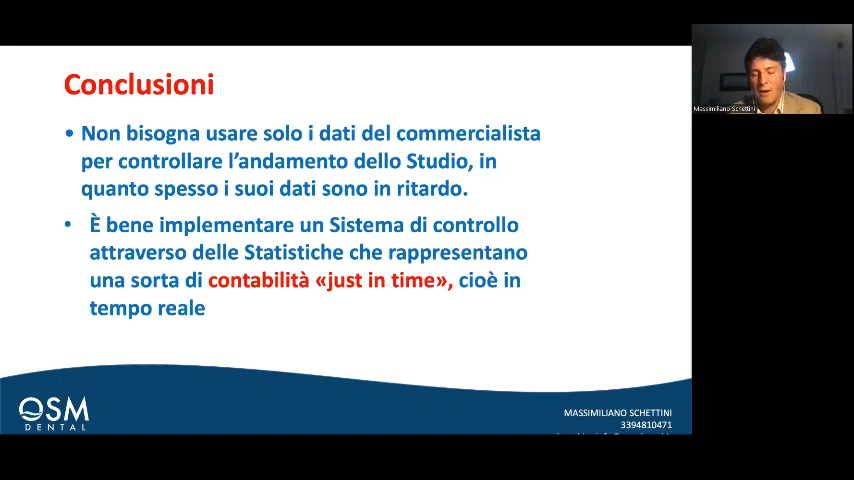 Conclusioni
• Non bisogna usare solo i dati del commercialista
per controllare l’andamento dello Studio, in
quanto spesso i suoi dati sono in ritardo.
• È bene implementare un Sistema di controllo
attraverso delle Statistiche che rappresentano
una sorta di contabilità «just in time», cioè in
tempo reale
OSM
DENTAL
MASSIMILIANO SCHETTINI
3394810471
Massimiliano Schettini